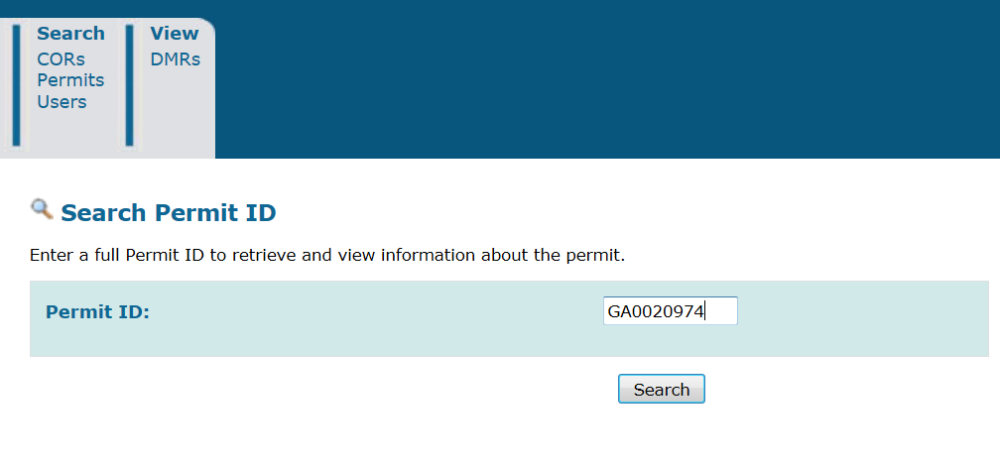 Search
CORs
Permits
Users
View
DMRs
Search Permit ID
Enter a full Permit ID to retrieve and view information about the permit.
Permit ID:
GA0020974
Search